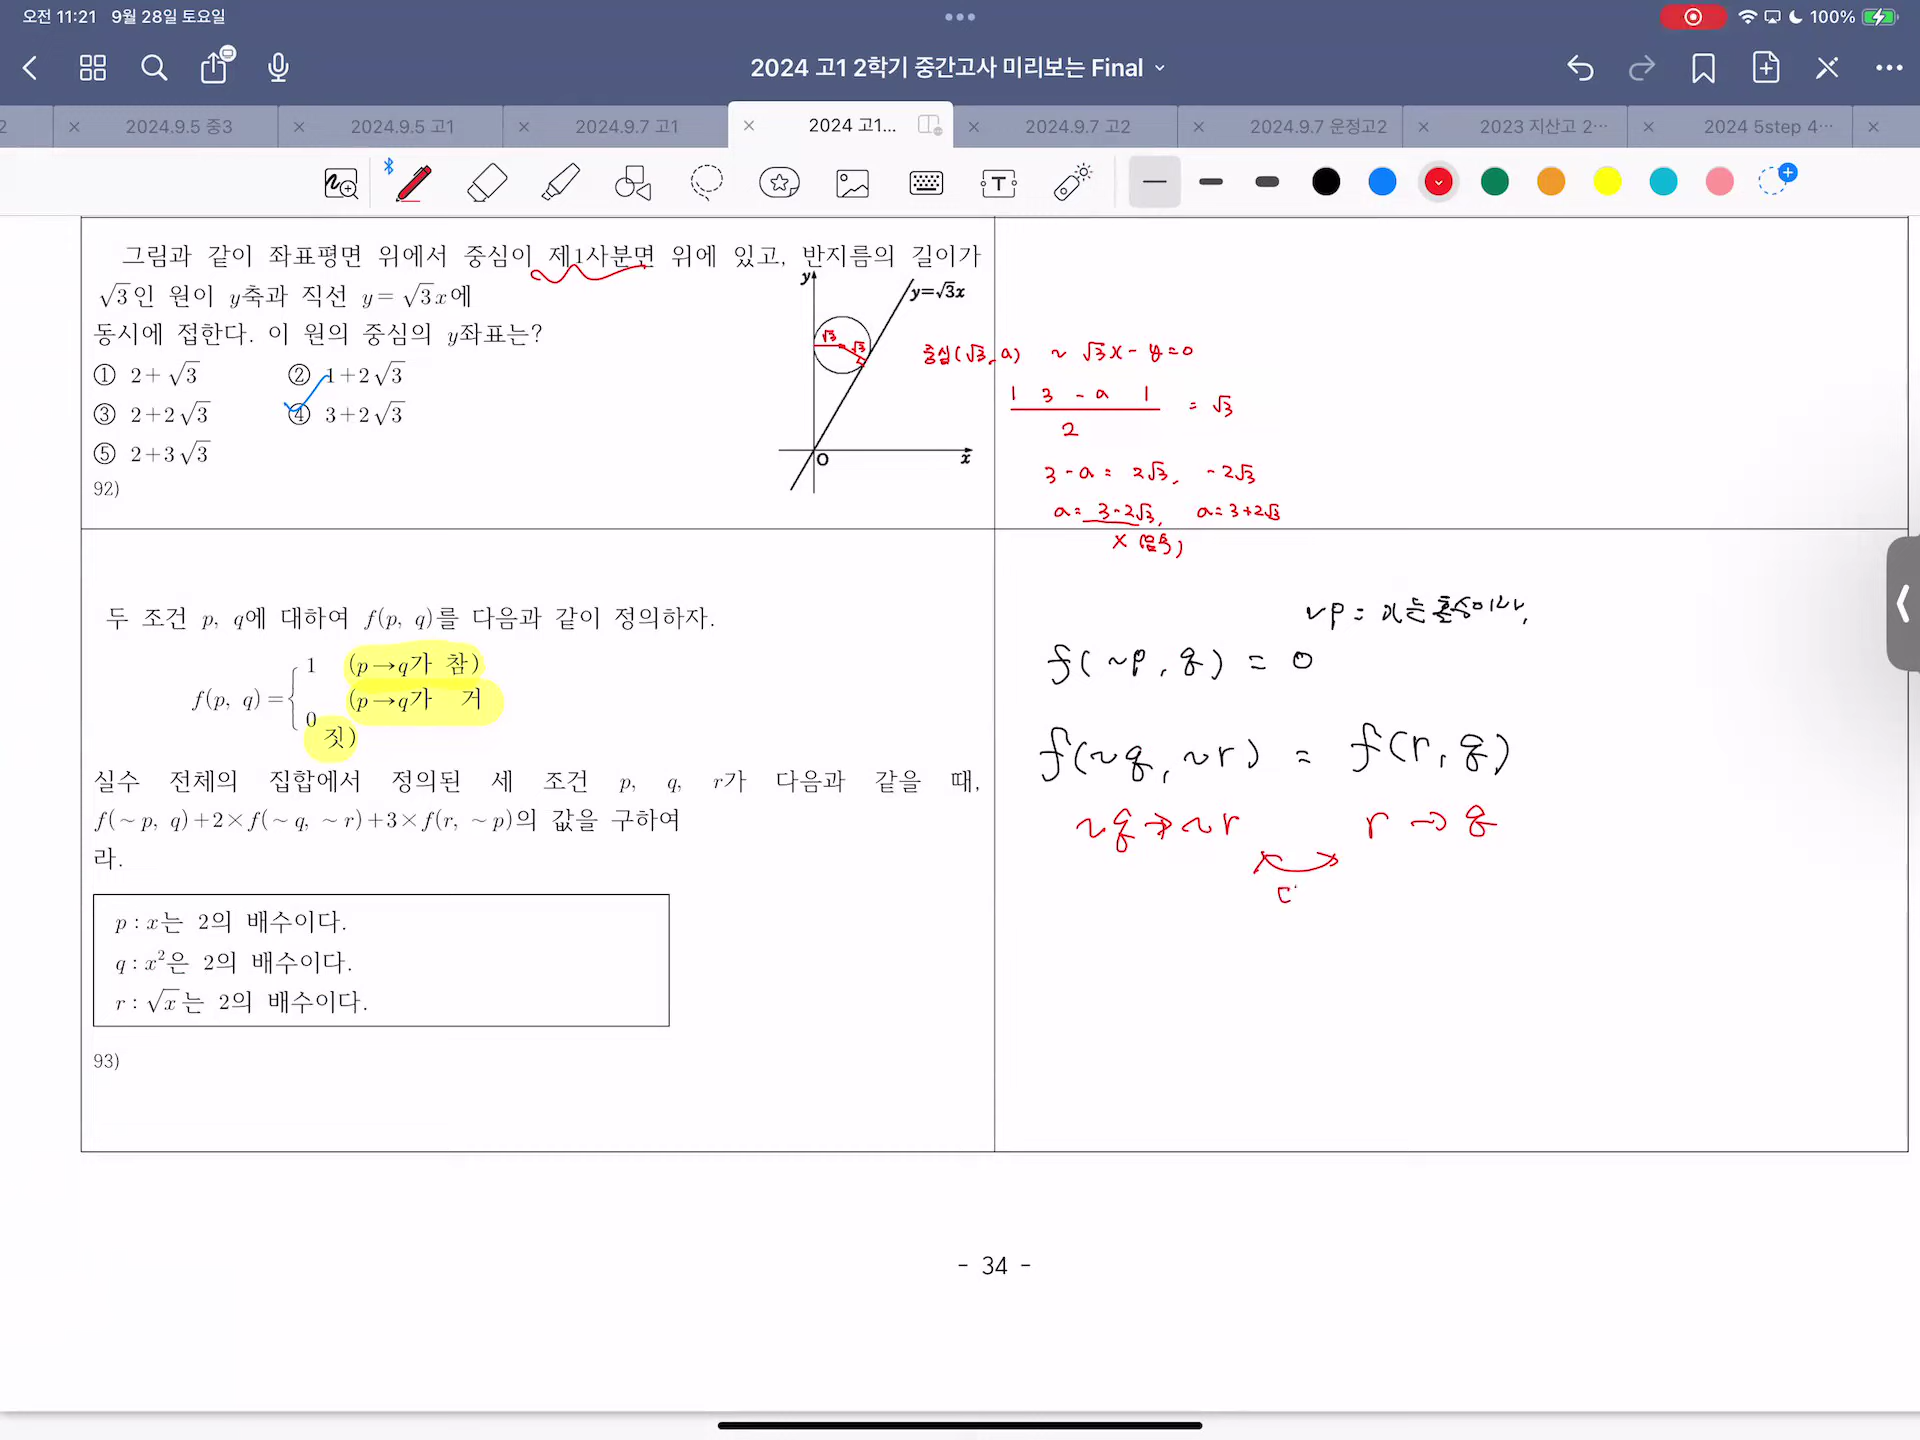 오전 11:21 9월 28일 토요일
100%
2024 고1 2학기 중간고사 미리보는 Final
2
2024.9.5 중3
2024.9.5 고1
2024.9.7 고1
2024 고1...
2024.9.7 고2
2024.9.7 운정고2
2023 지산고 2...
2024 5step 4...
그림과 같이 좌표평면 위에서 중심이 제1사분면 위에 있고, 반지름의 길이가
√3인 원이 y축과 직선 y=√3x에
동시에 접한다. 이 원의 중심의 y좌표는?
① 2+√3 ② 1+2√3
③ 2+2√3 ④ 3+2√3
⑤ 2+3√3
92)
y
y=√3x
√3
√3
O
x
중심(√3, a) ~ √3x-y=0
|3-a|
2
= √3
3-a = 2√3, -2√3
a = 3-2√3, a=3+2√3
X (음수)
두 조건 p, q에 대하여 f(p, q)를 다음과 같이 정의하자.
f(p, q)=
1 (p→q가 참)
(p→q가 거
0
짓)
실수 전체의 집합에서 정의된 세 조건 p, q, r가 다음과 같을 때,
f(~p, q)+2×f(~q, ~r)+3×f(r, ~p)의 값을 구하여
라.
p : x는 2의 배수이다.
q : x²은 2의 배수이다.
r : √x는 2의 배수이다.
93)
~p = x는 홀수이다,
f(~p, q) = 0
f(~q, ~r) = f(r, q)
~q → ~r r → q
- 34 -